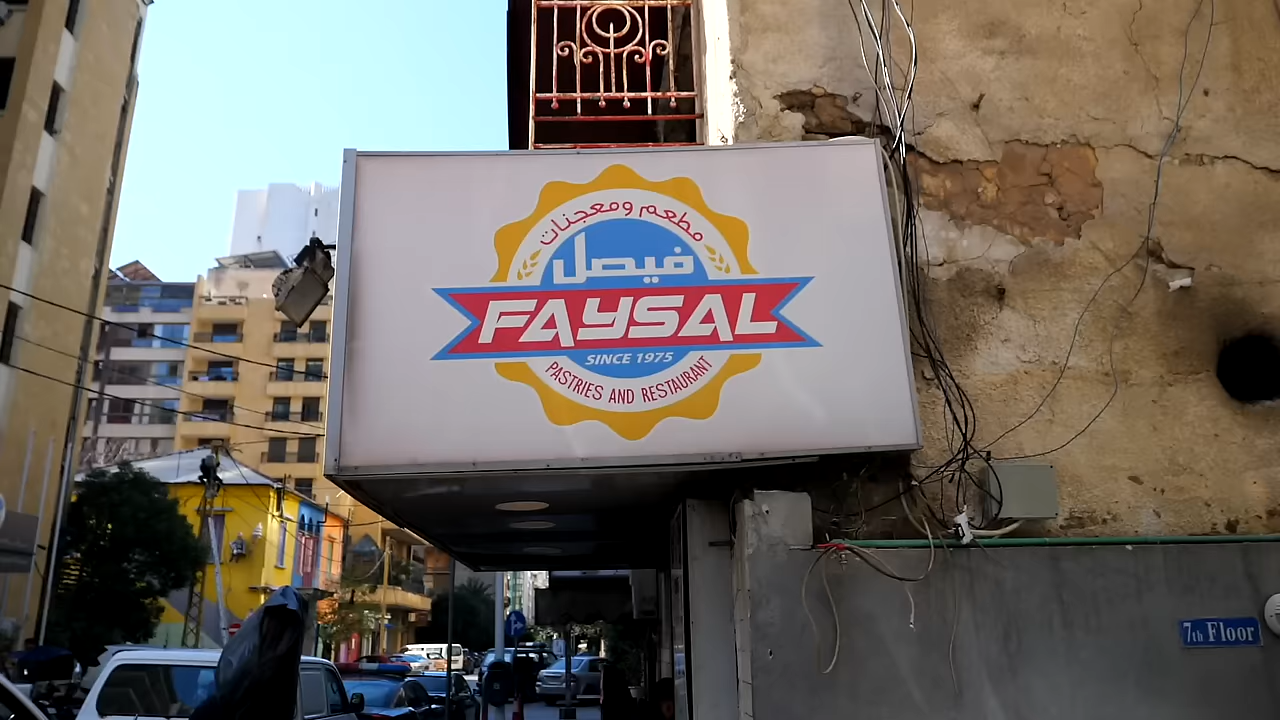 مطعم ومعجنات
فيصل
FAYSAL
SINCE 1975
PASTRIES AND RESTAURANT
7th Floor